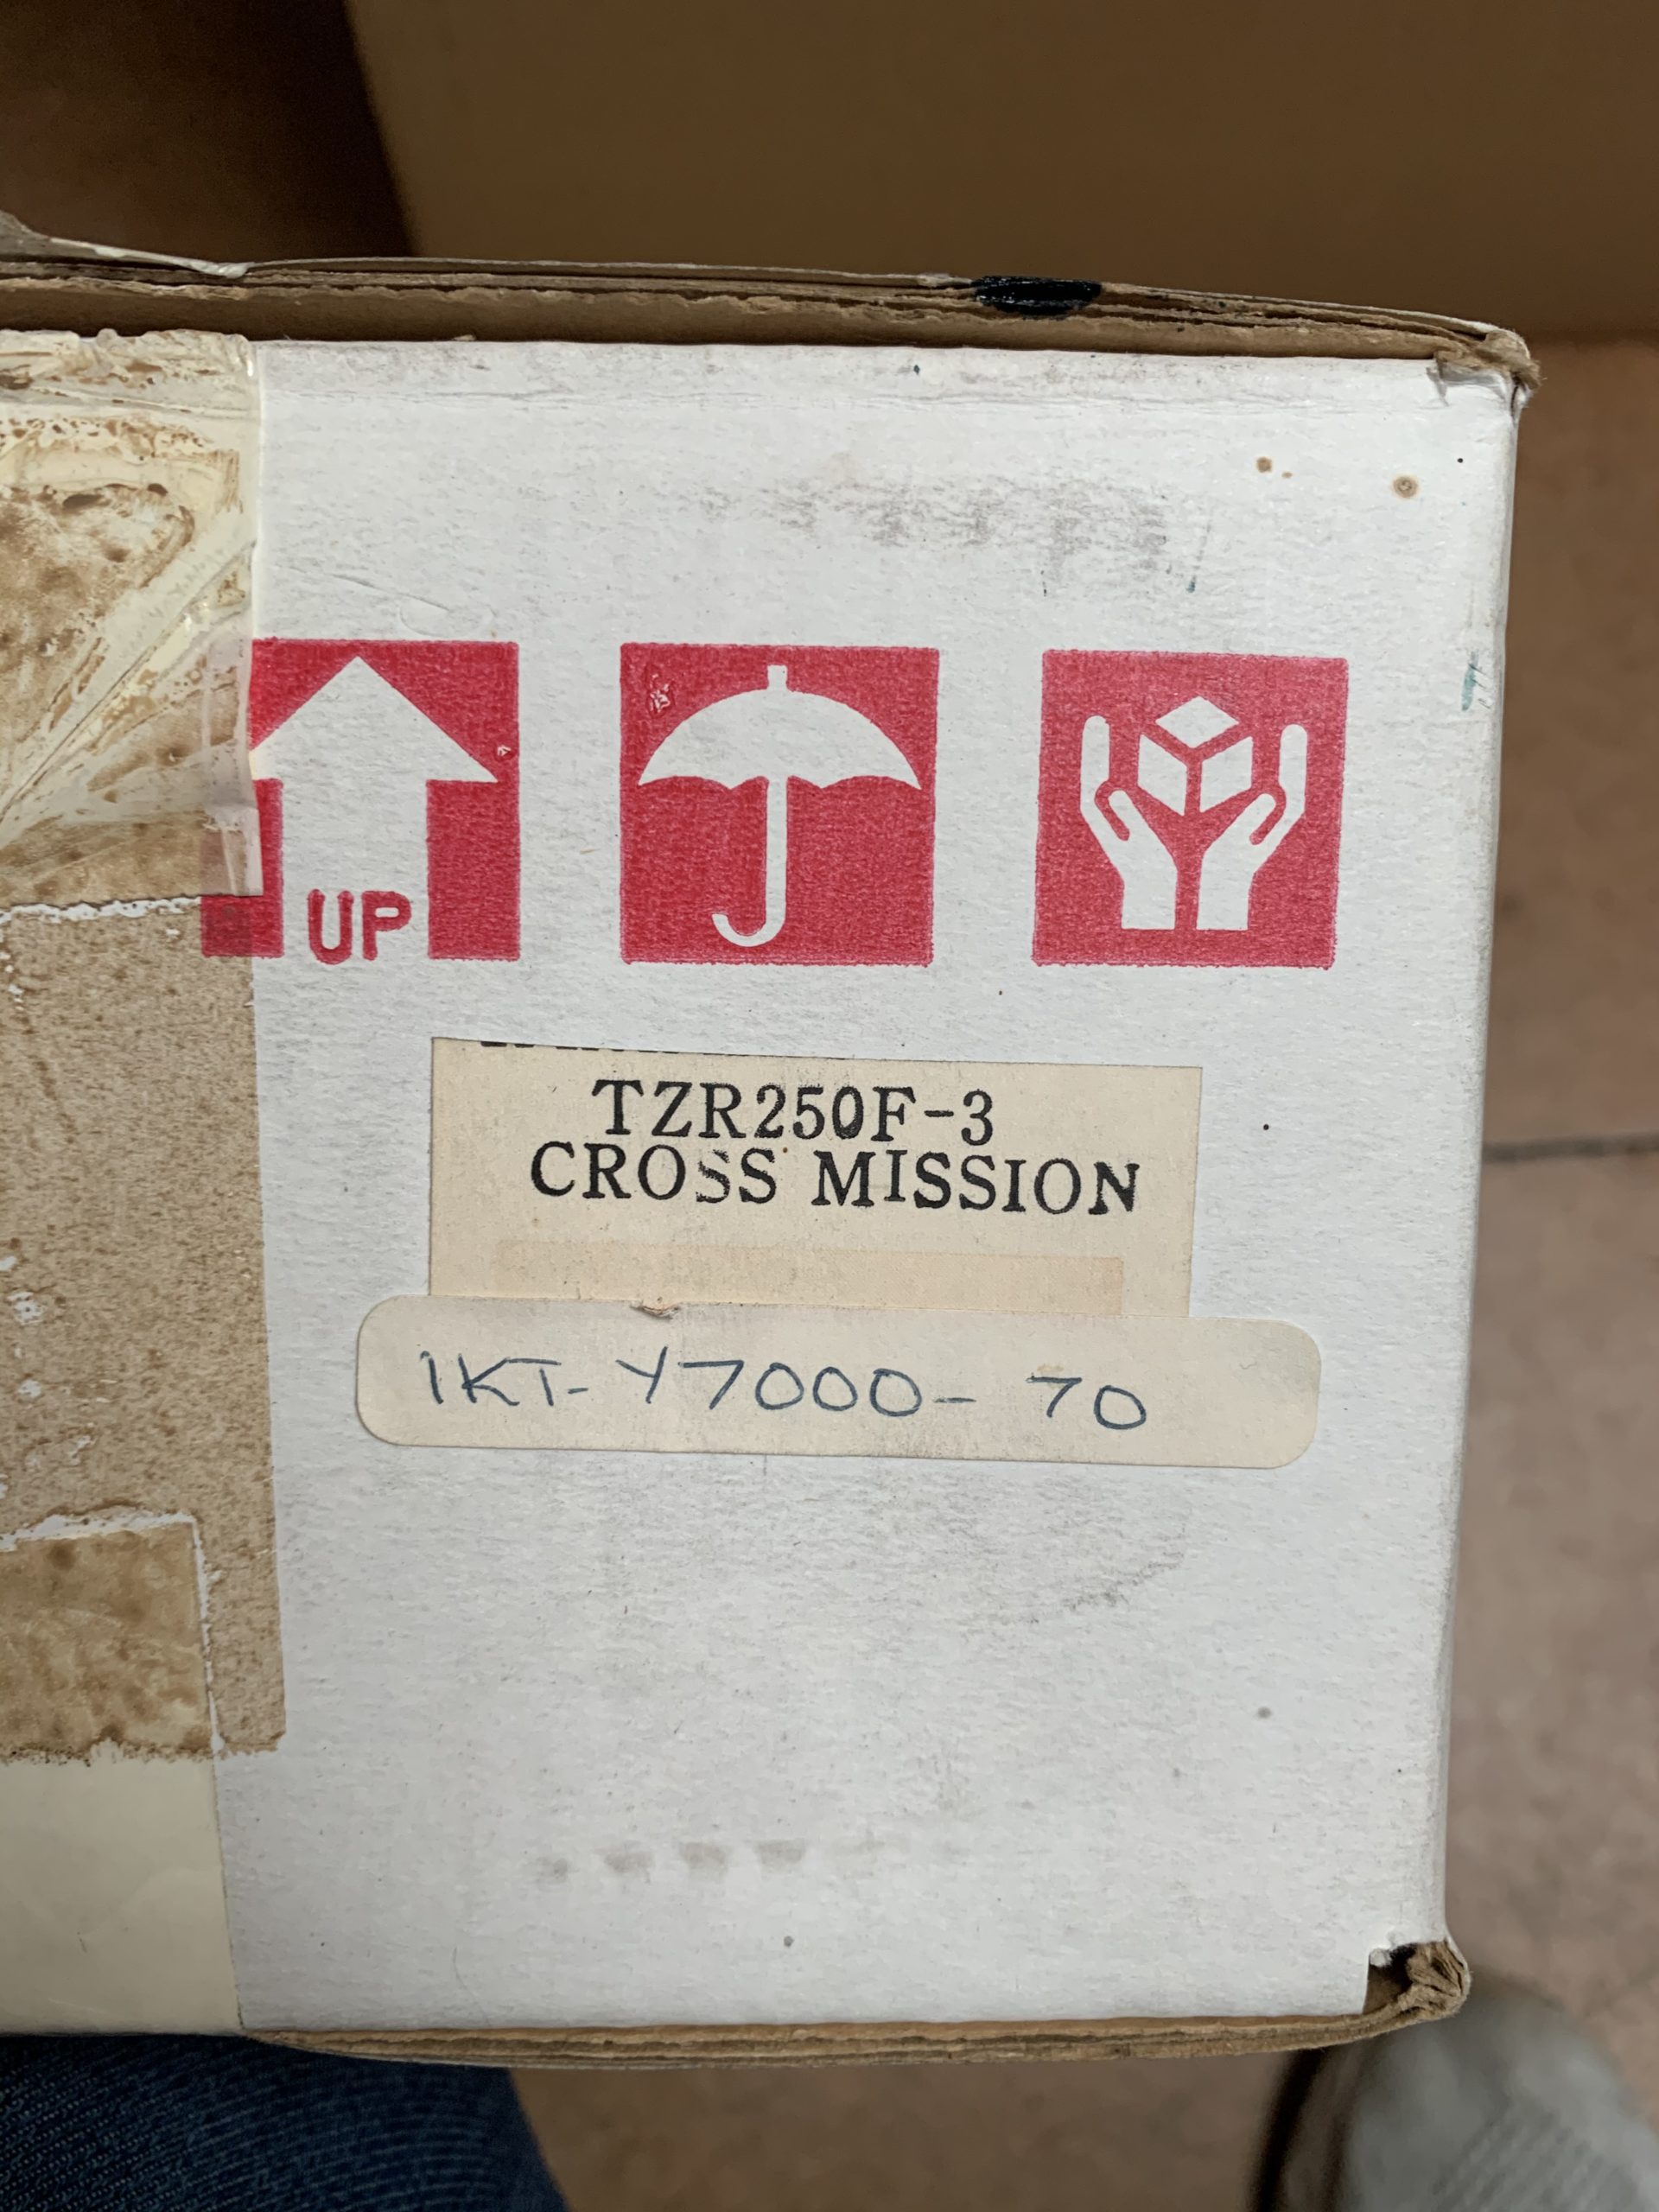 UP
TZR250F-3
CROSS MISSION
1KT-Y7000-70